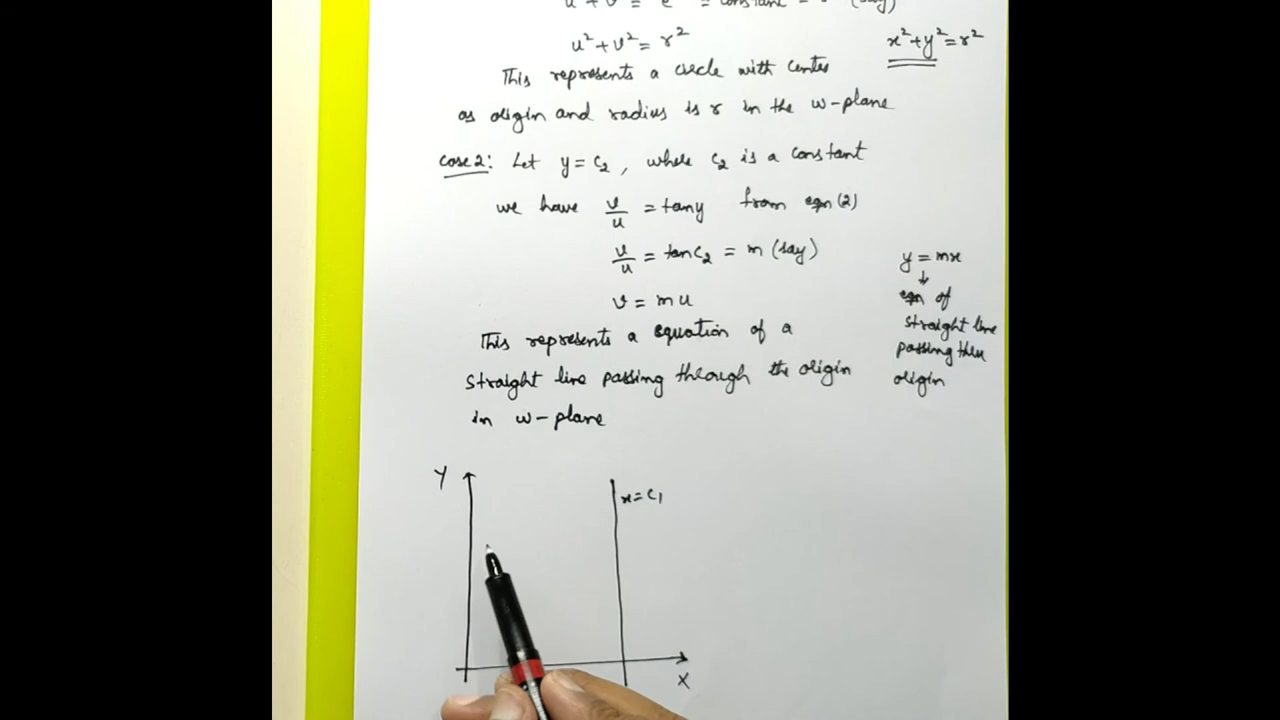 u² + v² = r²
x² + y² = r²
This represents a circle with center
as origin and radius is r in the w-plane
Case 2: Let y = c₂, where c₂ is a constant
we have v/u = tany from eqn (2)
v/u = tanc₂ = m (say)
v = mu
y = mx
↓
eqn of
straight line
passing thru
origin
This represents a equation of a
straight line passing through the origin
in w-plane
Y
x = c₁
X